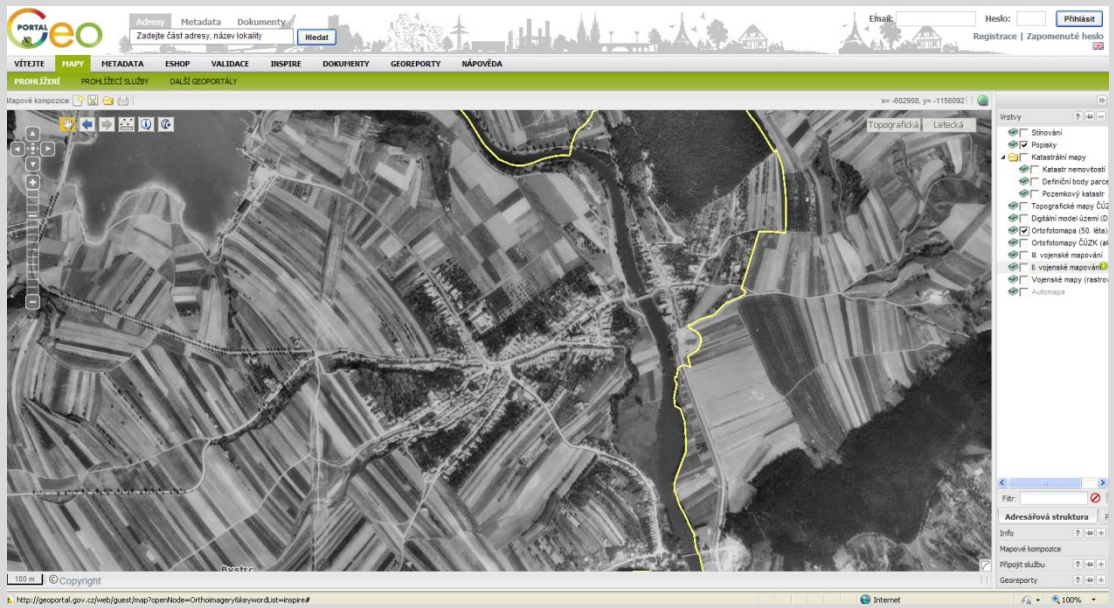 PORTAL
Geo
Adresy Metadata Dokumenty
Zadejte část adresy, název lokality
Hledat
Email:
Heslo:
Přihlásit
Registrace | Zapomenuté heslo
VÍTEJTE MAPY METADATA ESHOP VALIDACE INSPIRE DOKUMENTY GEOREPORTY NÁPOVĚDA
PROHLÍŽENÍ PROHLÍŽECÍ SLUŽBY DALŠÍ GEOPORTÁLY
Mapové kompozice:
x= -602908, y= -1156092
Topografická Letecká
Vrstvy
Stínování
Popisky
Katastrální mapy
Katastr nemovitostí
Definiční body parce
Pozemkový katastr
Topografické mapy ČÚZ
Digitální model území (D
Ortofotomapa (50. léta)
Ortofotomapy ČÚZK (ak
III. vojenské mapování
II. vojenské mapování
Vojenské mapy (rastrov
Automapa
Filtr:
Adresářová struktura
Info
Mapové kompozice
Připojit službu
Georeporty
Bystrc
100 m
©Copyright
http://geoportal.gov.cz/web/guest/map?openNode=Orthoimagery&keywordList=inspire#
Internet
100%